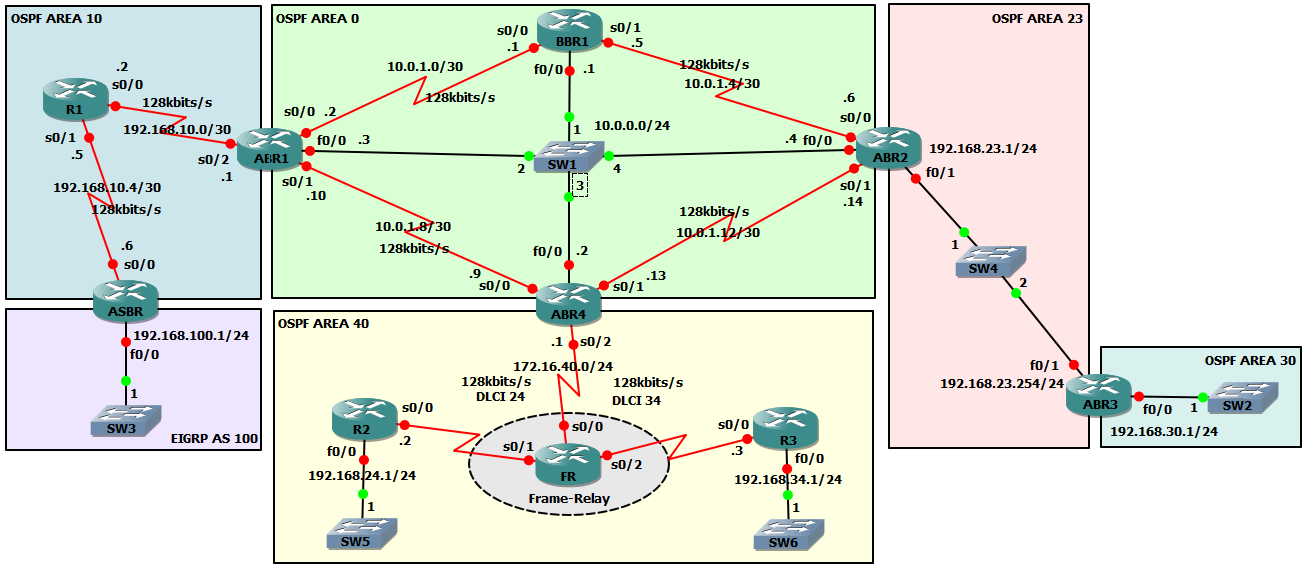 OSPF AREA 10
.2
s0/0
R1
128kbits/s
192.168.10.0/30
s0/1
.5
s0/2
.1
192.168.10.4/30
128kbits/s
.6
s0/0
ASBR
192.168.100.1/24
f0/0
1
SW3
EIGRP AS 100
OSPF AREA 0
s0/0
.1
BBR1
s0/1
.5
f0/0
.1
10.0.1.0/30
128kbits/s
128kbits/s
10.0.1.4/30
s0/0
.2
ABR1
f0/0
.3
s0/1
.10
1
10.0.0.0/24
2
SW1
4
3
.6
s0/0
.4
f0/0
ABR2
s0/1
.14
10.0.1.8/30
128kbits/s
128kbits/s
10.0.1.12/30
f0/0
.2
.9
s0/0
.13
s0/1
ABR4
OSPF AREA 40
.1
s0/2
172.16.40.0/24
128kbits/s
DLCI 24
128kbits/s
DLCI 34
R2
s0/0
.2
f0/0
192.168.24.1/24
1
SW5
s0/0
s0/1
s0/2
FR
Frame-Relay
s0/0
.3
R3
f0/0
192.168.34.1/24
1
SW6
OSPF AREA 23
192.168.23.1/24
f0/1
1
SW4
2
f0/1
192.168.23.254/24
ABR3
OSPF AREA 30
f0/0
1
SW2
192.168.30.1/24